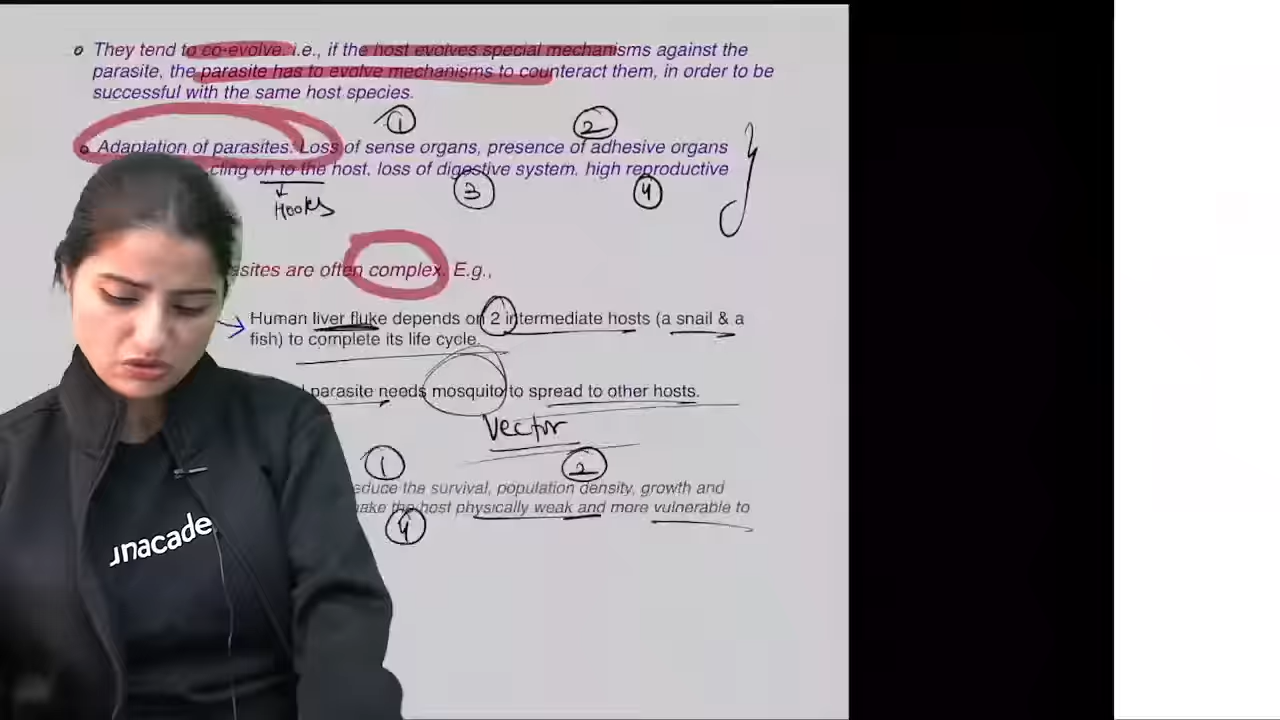 They tend to co-evolve. i.e., if the host evolves special mechanisms against the
parasite, the parasite has to evolve mechanisms to counteract them, in order to be
successful with the same host species.
1 2
Adaptation of parasites: Loss of sense organs, presence of adhesive organs
cling on to the host, loss of digestive system, high reproductive
Hooks 3 4
asites are often complex. E.g.,
Human liver fluke depends on 2 intermediate hosts (a snail & a
fish) to complete its life cycle.
parasite needs mosquito to spread to other hosts.
Vector
1 2
educe the survival, population density, growth and
ake the host physically weak and more vulnerable to
4
unacade